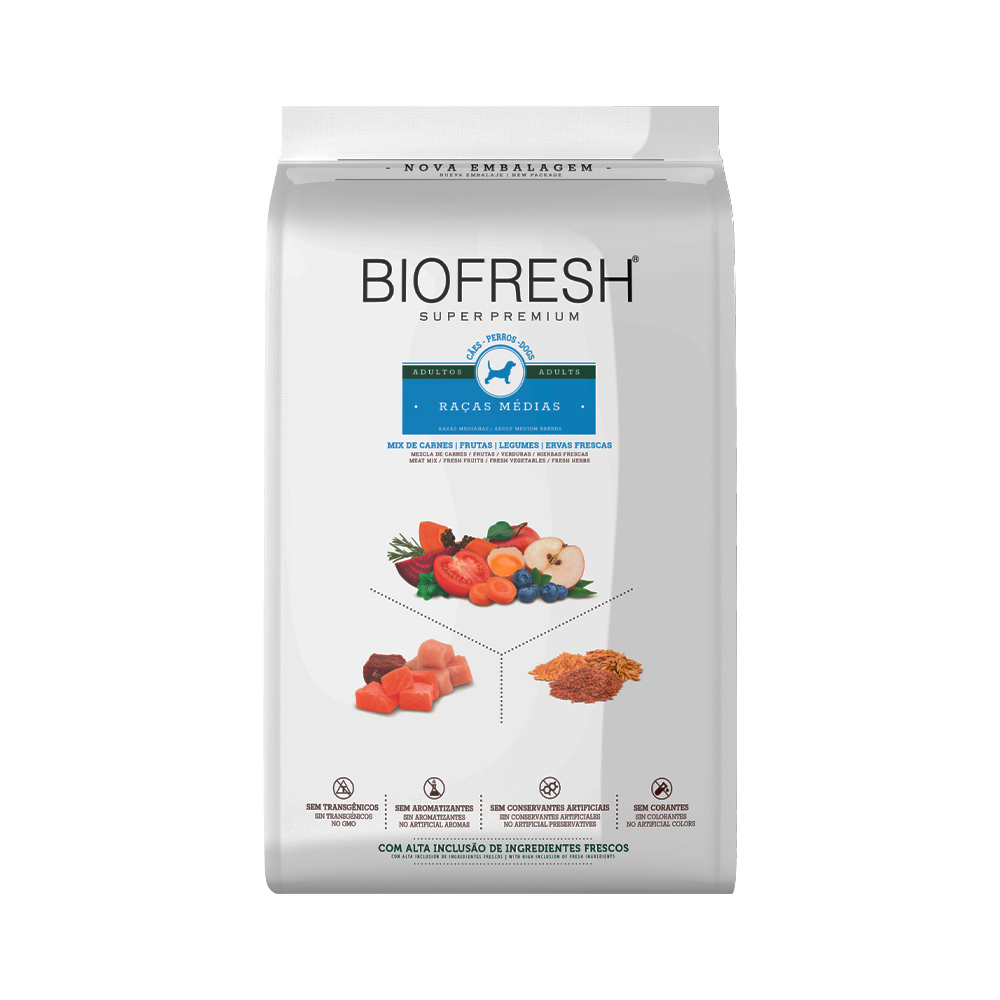 - NOVA EMBALAGEM -
NUEVA EMBALAJE | NEW PACKAGE
BIOFRESH®
SUPER PREMIUM
CÃES - PERROS - DOGS
ADULTOS ADULTS
• RAÇAS MÉDIAS •
RAZAS MEDIANAS | ADULT MEDIUM BREEDS
MIX DE CARNES | FRUTAS | LEGUMES | ERVAS FRESCAS
MEZCLA DE CARNES / FRUTAS / VERDURAS / HIERBAS FRESCAS
MEAT MIX / FRESH FRUITS / FRESH VEGETABLES / FRESH HERBS
SEM TRANSGÊNICOS
SIN TRANSGÉNICOS
NO GMO
SEM AROMATIZANTES
SIN AROMATIZANTES
NO ARTIFICIAL AROMAS
SEM CONSERVANTES ARTIFICIAIS
SIN CONSERVANTES ARTIFICIALES
NO ARTIFICIAL PRESERVATIVES
SEM CORANTES
SIN COLORANTES
NO ARTIFICIAL COLORS
COM ALTA INCLUSÃO DE INGREDIENTES FRESCOS
CON ALTA INCLUSIÓN DE INGREDIENTES FRESCOS | WITH HIGH INCLUSION OF FRESH INGREDIENTS